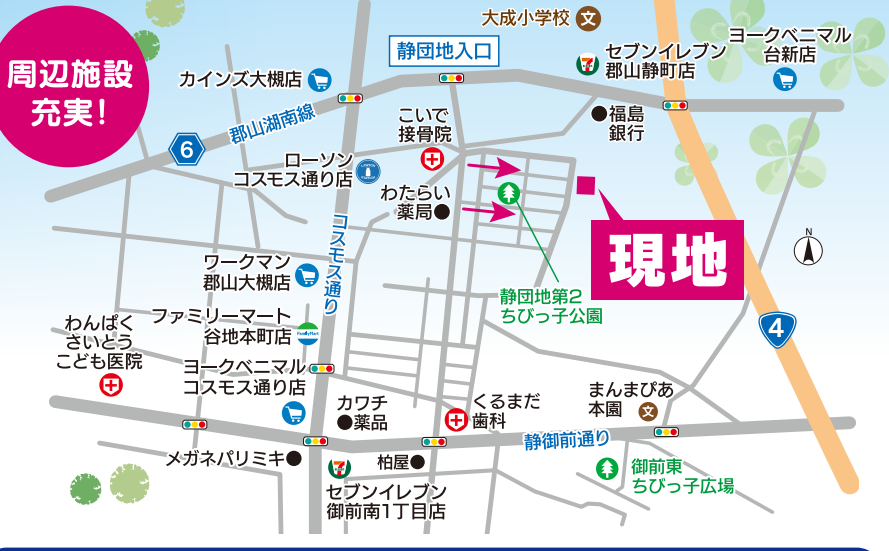 大成小学校
文
周辺施設
充実!
静団地入口
セブンイレブン
郡山静町店
ヨークベニマル
台新店
カインズ大槻店
こいで
接骨院
福島
銀行
郡山湖南線
6
ローソン
コスモス通り店
わたらい
薬局
コスモス通り
現地
N
ワークマン
郡山大槻店
静団地第2
ちびっ子公園
ファミリーマート
谷地本町店
FamilyMart
わんぱく
さいとう
こども医院
4
ヨークベニマル
コスモス通り店
カワチ
薬品
くるまだ
歯科
まんまぴあ
本園
文
静御前通り
メガネパリミキ
柏屋
御前東
ちびっ子広場
セブンイレブン
御前南1丁目店